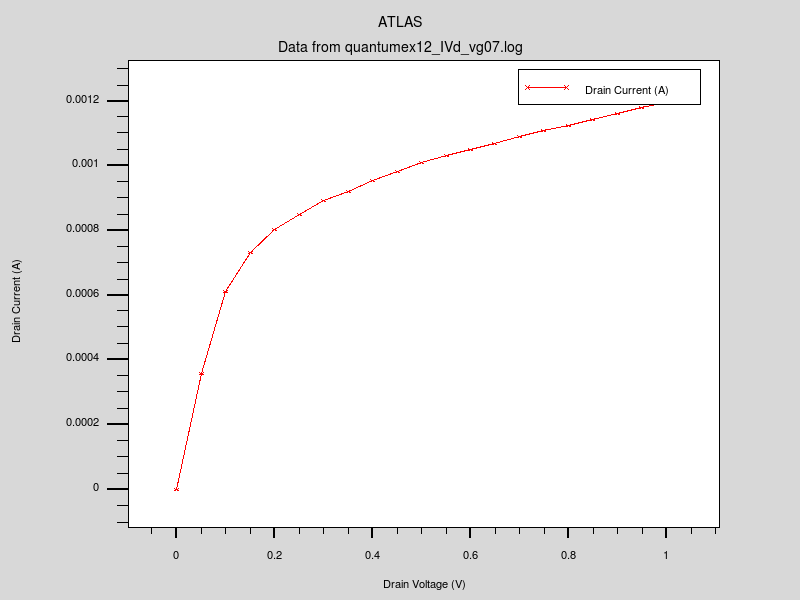 ATLAS
Data from quantumex12_IVd_vg07.log
Drain Current (A)
0.0012
0.001
0.0008
0.0006
0.0004
0.0002
0
Drain Current (A)
0 0.2 0.4 0.6 0.8 1
Drain Voltage (V)